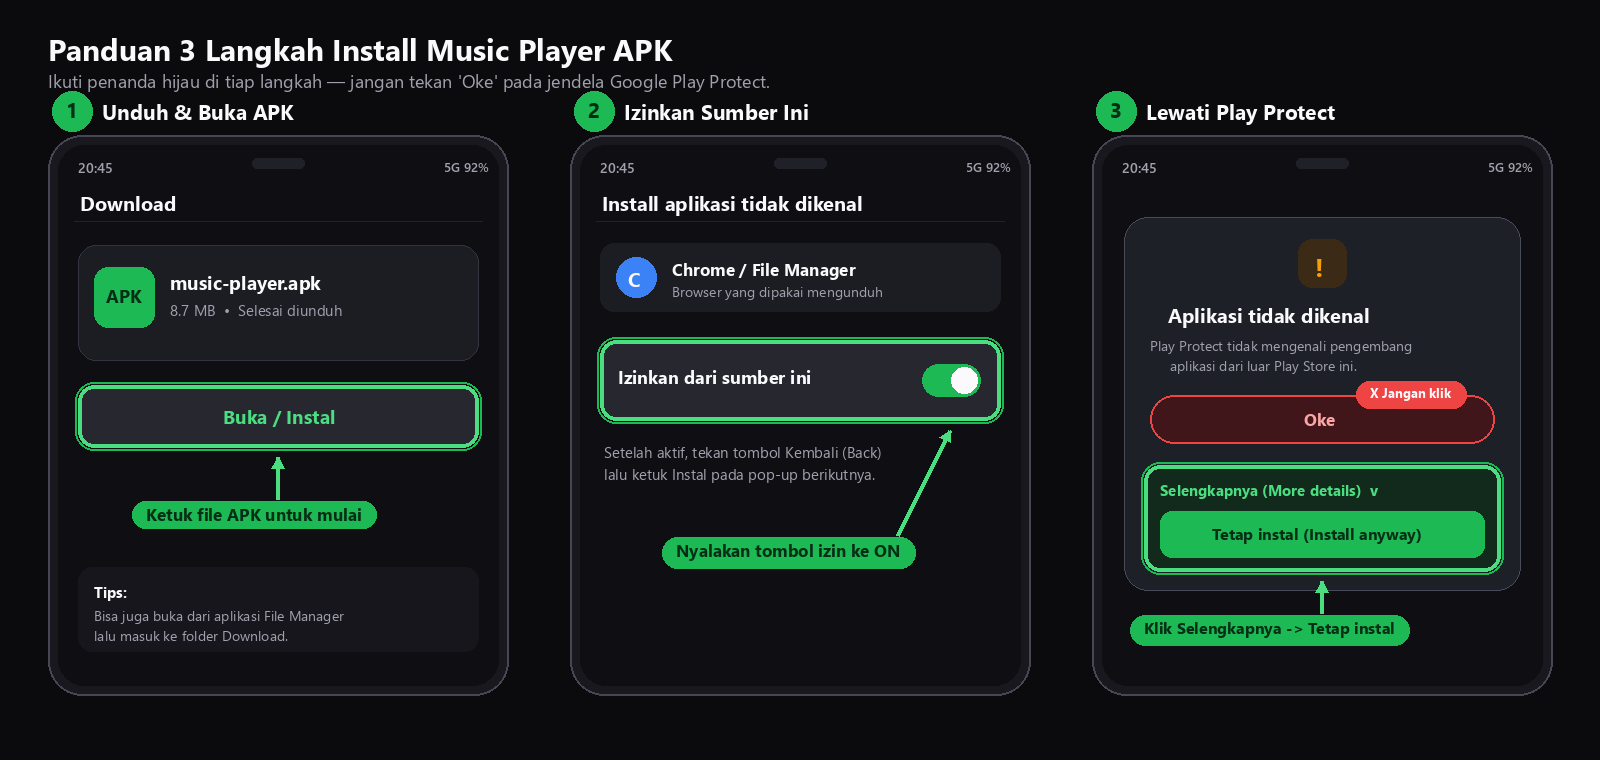 Panduan 3 Langkah Install Music Player APK
Ikuti penanda hijau di tiap langkah — jangan tekan 'Oke' pada jendela Google Play Protect.
1 Unduh & Buka APK
20:45 5G 92%
Download
APK
music-player.apk
8.7 MB • Selesai diunduh
Buka / Instal
Ketuk file APK untuk mulai
Tips:
Bisa juga buka dari aplikasi File Manager
lalu masuk ke folder Download.
2 Izinkan Sumber Ini
20:45 5G 92%
Install aplikasi tidak dikenal
C
Chrome / File Manager
Browser yang dipakai mengunduh
Izinkan dari sumber ini
Setelah aktif, tekan tombol Kembali (Back)
lalu ketuk Instal pada pop-up berikutnya.
Nyalakan tombol izin ke ON
3 Lewati Play Protect
20:45 5G 92%
!
Aplikasi tidak dikenal
Play Protect tidak mengenali pengembang
aplikasi dari luar Play Store ini.
X Jangan klik
Oke
Selengkapnya (More details) v
Tetap instal (Install anyway)
Klik Selengkapnya -> Tetap instal